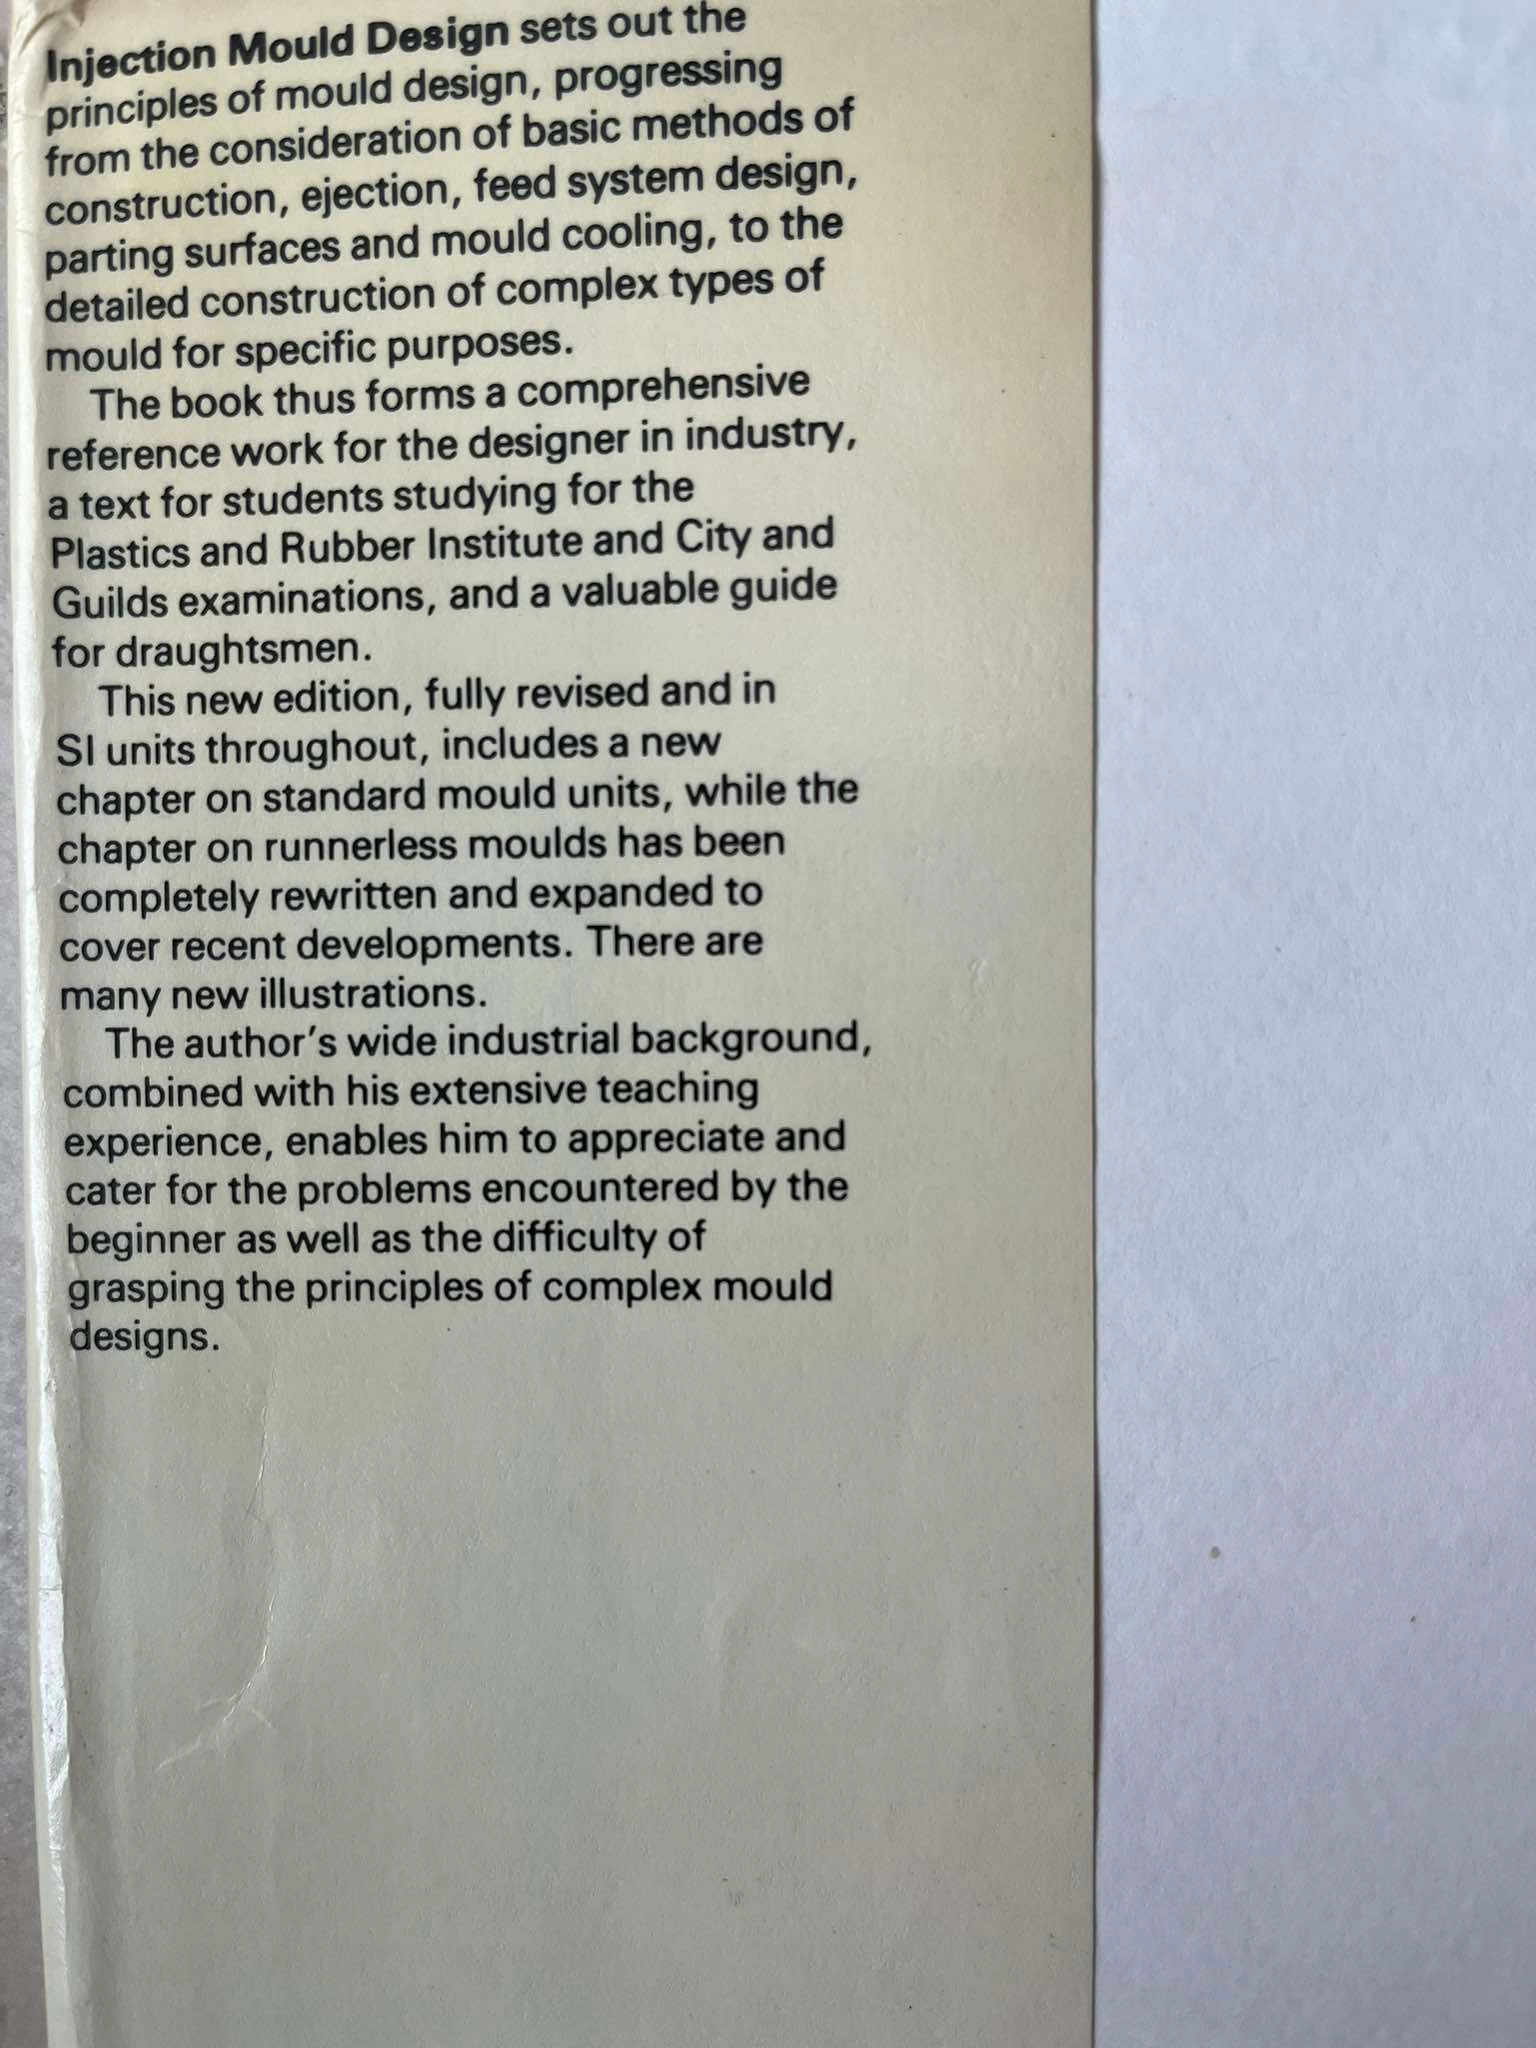 Injection Mould Design sets out the
principles of mould design, progressing
from the consideration of basic methods of
construction, ejection, feed system design,
parting surfaces and mould cooling, to the
detailed construction of complex types of
mould for specific purposes.
The book thus forms a comprehensive
reference work for the designer in industry,
a text for students studying for the
Plastics and Rubber Institute and City and
Guilds examinations, and a valuable guide
for draughtsmen.
This new edition, fully revised and in
SI units throughout, includes a new
chapter on standard mould units, while the
chapter on runnerless moulds has been
completely rewritten and expanded to
cover recent developments. There are
many new illustrations.
The author's wide industrial background,
combined with his extensive teaching
experience, enables him to appreciate and
cater for the problems encountered by the
beginner as well as the difficulty of
grasping the principles of complex mould
designs.